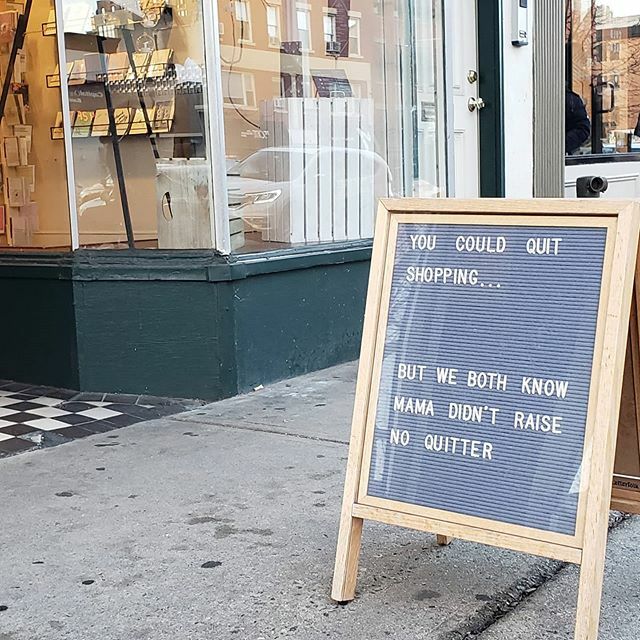 YOU COULD QUIT
SHOPPING...
BUT WE BOTH KNOW
MAMA DIDN'T RAISE
NO QUITTER